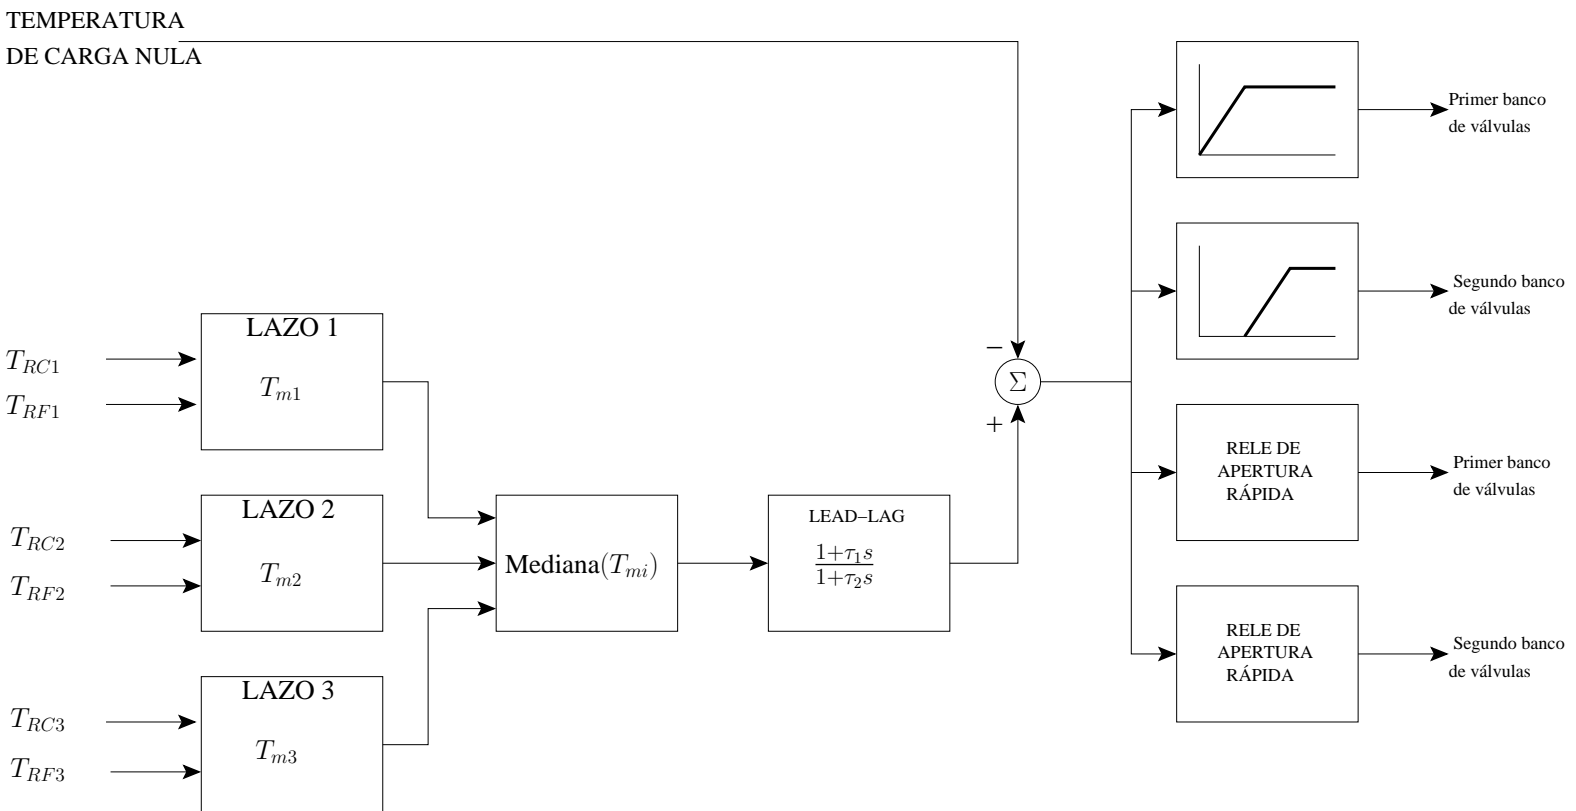 TEMPERATURA
DE CARGA NULA
Primer banco
de válvulas
Segundo banco
de válvulas
LAZO 1
T_{RC1}
T_{m1}
T_{RF1}
−
Σ
+
RELE DE
APERTURA
RÁPIDA
Primer banco
de válvulas
LAZO 2
T_{RC2}
T_{m2}
T_{RF2}
Mediana(T_{mi})
LEAD−LAG
\frac{1+τ_1s}{1+τ_2s}
RELE DE
APERTURA
RÁPIDA
Segundo banco
de válvulas
LAZO 3
T_{RC3}
T_{m3}
T_{RF3}